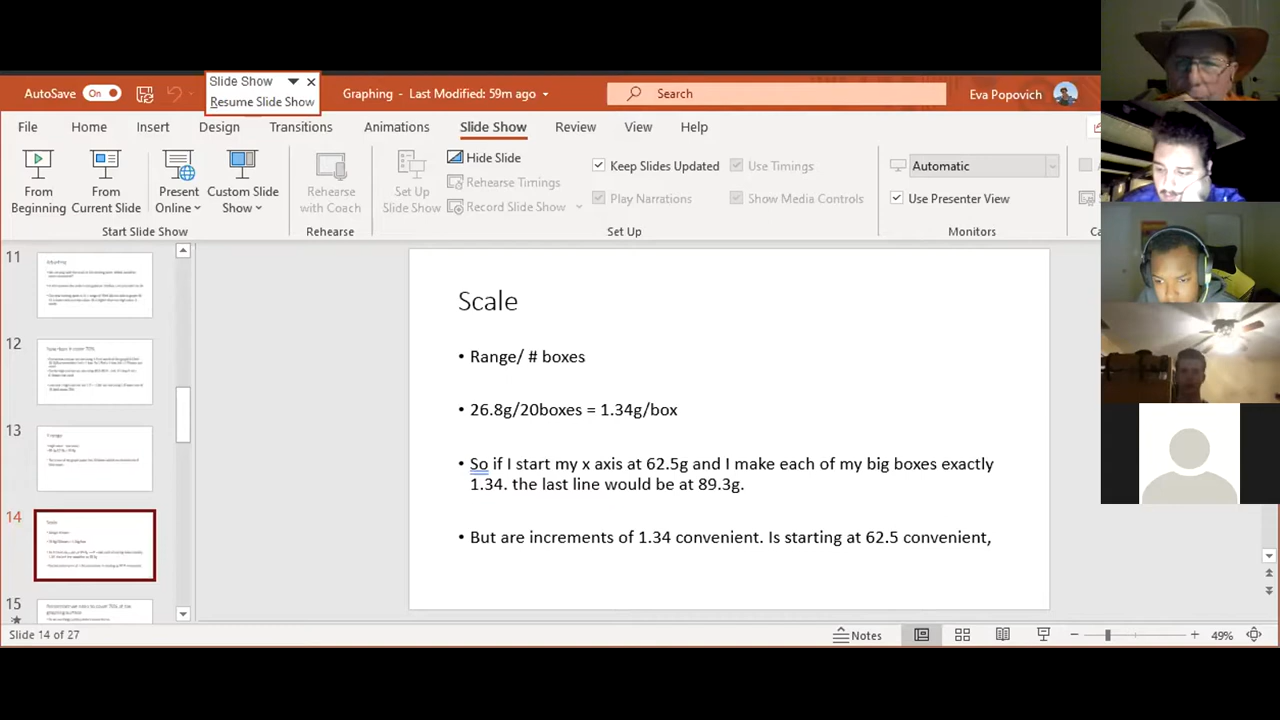 Slide Show
Resume Slide Show
AutoSave On
Graphing - Last Modified: 59m ago
Search
Eva Popovich
File Home Insert Design Transitions Animations Slide Show Review View Help
From Beginning
From Current Slide
Present Online
Custom Slide Show
Start Slide Show
Rehearse with Coach
Rehearse
Set Up Slide Show
Hide Slide
Rehearse Timings
Record Slide Show
Keep Slides Updated
Play Narrations
Use Timings
Show Media Controls
Set Up
Automatic
Use Presenter View
Monitors
11
12
13
14
Scale
15
Scale
• Range/ # boxes
• 26.8g/20boxes = 1.34g/box
• So if I start my x axis at 62.5g and I make each of my big boxes exactly
1.34. the last line would be at 89.3g.
• But are increments of 1.34 convenient. Is starting at 62.5 convenient,
Slide 14 of 27
Notes
49%